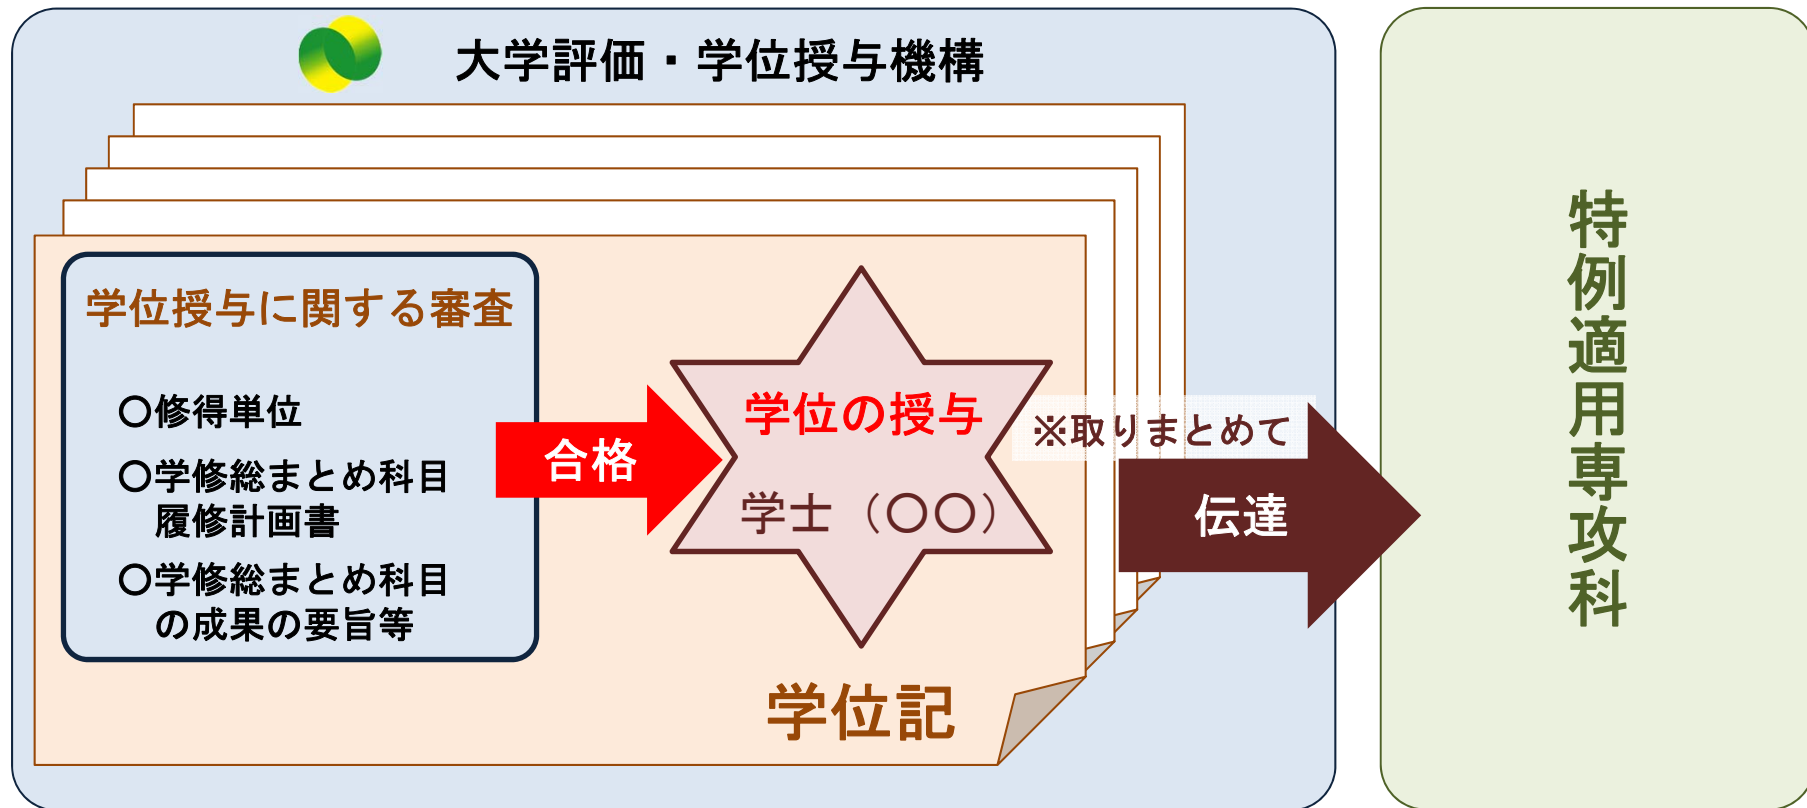 大学評価・学位授与機構
学位授与に関する審査
〇修得単位
〇学修総まとめ科目
履修計画書
〇学修総まとめ科目
の成果の要旨等
合格
学位の授与
学士（〇〇）
学位記
※取りまとめて
伝達
特例適用専攻科